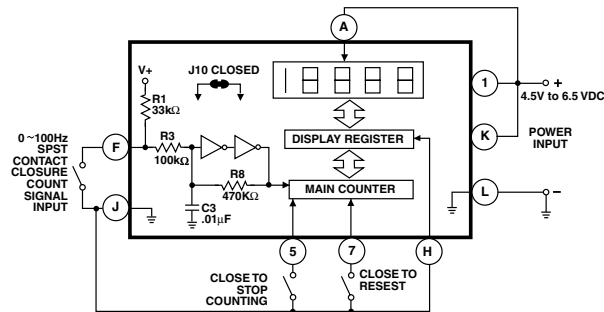 A
V+
J10 CLOSED
R1
33kΩ
1
+
4.5V to 6.5 VDC
0 ~100Hz
SPST
CONTACT
CLOSURE
COUNT
SIGNAL
INPUT
F
R3
100kΩ
DISPLAY REGISTER
K
POWER
INPUT
R8
470KΩ
MAIN COUNTER
L
–
J
C3
.01µF
5
7
H
CLOSE TO
STOP
COUNTING
CLOSE TO
RESEST